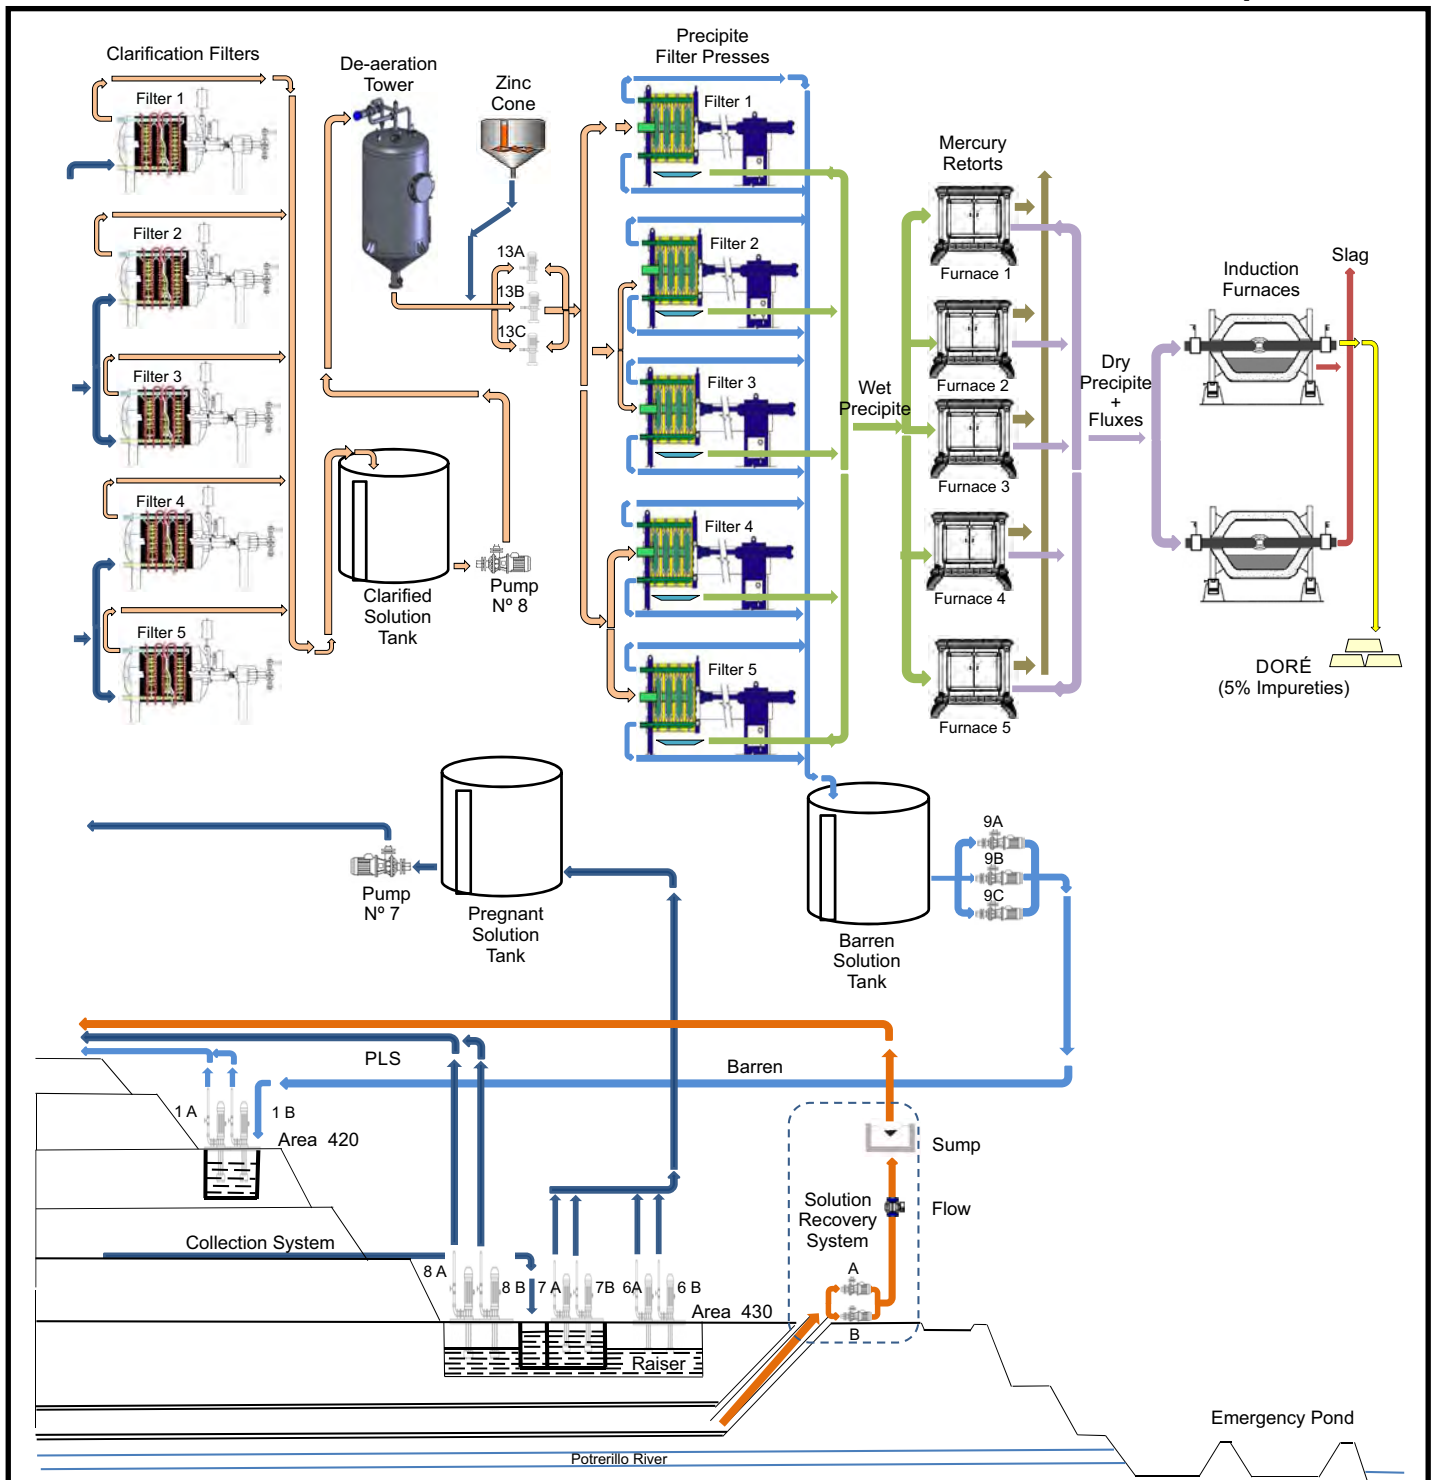 Clarification Filters
Filter 1
Filter 2
Filter 3
Filter 4
Filter 5
De-aeration
Tower
Zinc
Cone
13A
13B
13C
Clarified
Solution
Tank
Pump
Nº 8
Precipite
Filter Presses
Filter 1
Filter 2
Filter 3
Filter 4
Filter 5
Wet
Precipite
Mercury
Retorts
Furnace 1
Furnace 2
Furnace 3
Furnace 4
Furnace 5
Dry
Precipite
+
Fluxes
Induction
Furnaces
Slag
DORÉ
(5% Impureties)
Pump
Nº 7
Pregnant
Solution
Tank
Barren
Solution
Tank
9A
9B
9C
PLS
Barren
1 A
1 B
Area 420
Collection System
8 A
8 B
7 A
7B
6A
6 B
Area 430
Raiser
Solution
Recovery
System
Sump
Flow
A
B
Emergency Pond
Potrerillo River